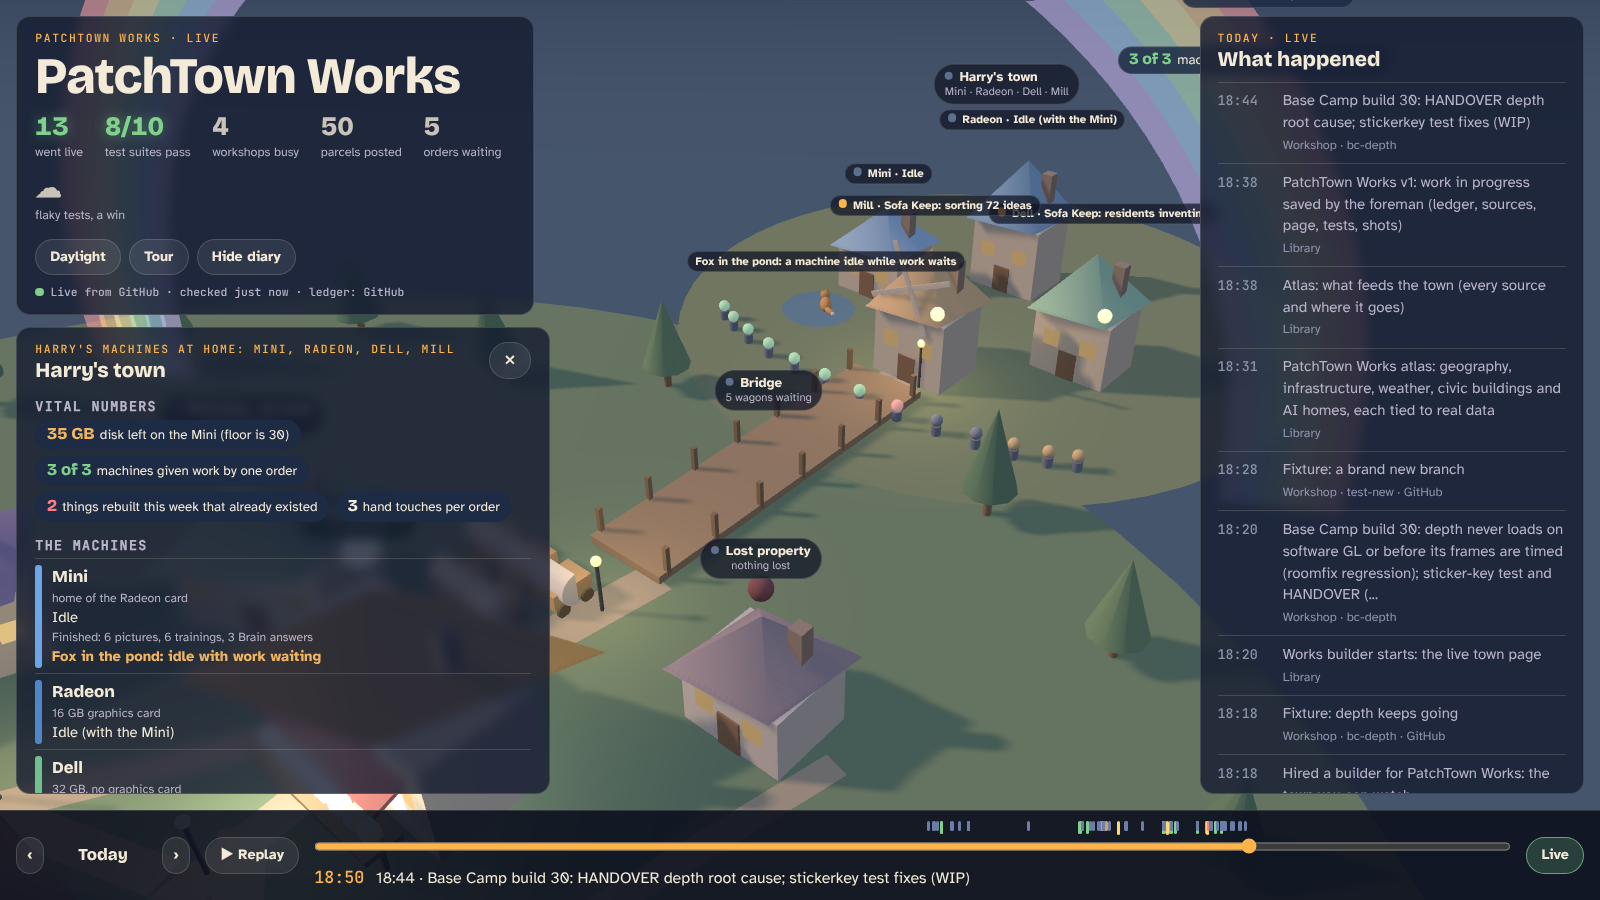 PATCHTOWN WORKS · LIVE
PatchTown Works
13
went live
8/10
test suites pass
4
workshops busy
50
parcels posted
5
orders waiting
flaky tests, a win
Daylight
Tour
Hide diary
Live from GitHub · checked just now · ledger: GitHub
HARRY'S MACHINES AT HOME: MINI, RADEON, DELL, MILL
Harry's town
×
VITAL NUMBERS
35 GB disk left on the Mini (floor is 30)
3 of 3 machines given work by one order
2 things rebuilt this week that already existed
3 hand touches per order
THE MACHINES
Mini
home of the Radeon card
Idle
Finished: 6 pictures, 6 trainings, 3 Brain answers
Fox in the pond: idle with work waiting
Radeon
16 GB graphics card
Idle (with the Mini)
Dell
32 GB, no graphics card
3 of 3 mac
Harry's town
Mini · Radeon · Dell · Mill
Radeon · Idle (with the Mini)
Mini · Idle
Mill · Sofa Keep: sorting 72 ideas
Dell · Sofa Keep: residents inventin
Fox in the pond: a machine idle while work waits
Bridge
5 wagons waiting
Lost property
nothing lost
TODAY · LIVE
What happened
18:44 Base Camp build 30: HANDOVER depth
root cause; stickerkey test fixes (WIP)
Workshop · bc-depth
18:38 PatchTown Works v1: work in progress
saved by the foreman (ledger, sources,
page, tests, shots)
Library
18:38 Atlas: what feeds the town (every source
and where it goes)
Library
18:31 PatchTown Works atlas: geography,
infrastructure, weather, civic buildings and
AI homes, each tied to real data
Library
18:28 Fixture: a brand new branch
Workshop · test-new · GitHub
18:20 Base Camp build 30: depth never loads on
software GL or before its frames are timed
(roomfix regression); sticker-key test and
HANDOVER (…
Workshop · bc-depth
18:20 Works builder starts: the live town page
Library
18:18 Fixture: depth keeps going
Workshop · bc-depth · GitHub
18:18 Hired a builder for PatchTown Works: the
‹
Today
›
▶ Replay
18:50 18:44 · Base Camp build 30: HANDOVER depth root cause; stickerkey test fixes (WIP)
Live